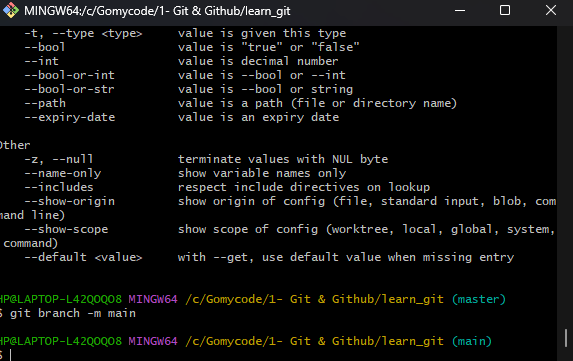 MINGW64:/c/Gomycode/1- Git & Github/learn_git
-t, --type <type> value is given this type
--bool value is "true" or "false"
--int value is decimal number
--bool-or-int value is --bool or --int
--bool-or-str value is --bool or string
--path value is a path (file or directory name)
--expiry-date value is an expiry date
Other
-z, --null terminate values with NUL byte
--name-only show variable names only
--includes respect include directives on lookup
--show-origin show origin of config (file, standard input, blob, com
mand line)
--show-scope show scope of config (worktree, local, global, system,
command)
--default <value> with --get, use default value when missing entry
HP@LAPTOP-L42QOQO8 MINGW64 /c/Gomycode/1- Git & Github/learn_git (master)
$ git branch -m main
HP@LAPTOP-L42QOQO8 MINGW64 /c/Gomycode/1- Git & Github/learn_git (main)
$